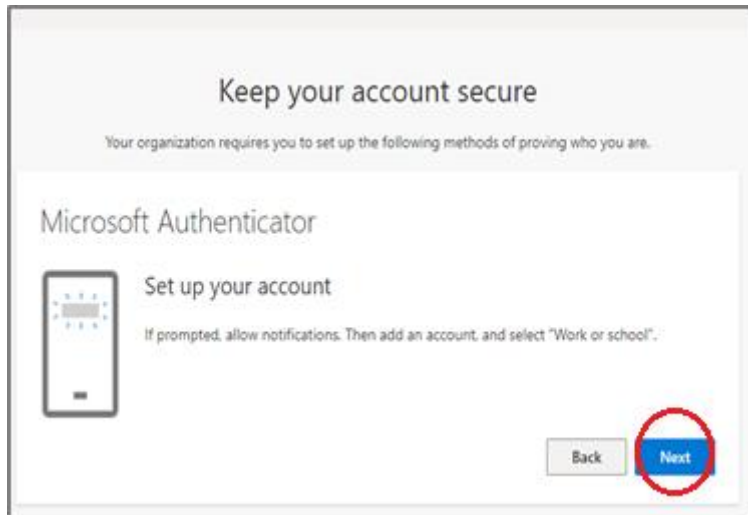 Keep your account secure
Your organization requires you to set up the following methods of proving who you are.
Microsoft Authenticator
Set up your account
If prompted, allow notifications. Then add an account, and select "Work or school".
Back Next